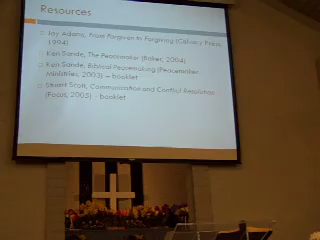 Resources
Jay Adams, From Forgiven to Forgiving (Calvary Press,
1994)
Ken Sande, The Peacemaker (Baker, 2004)
Ken Sande, Biblical Peacemaking (Peacemaker
Ministries, 2003) – booklet
Stuart Scott, Communication and Conflict Resolution
(Focus, 2005) - booklet